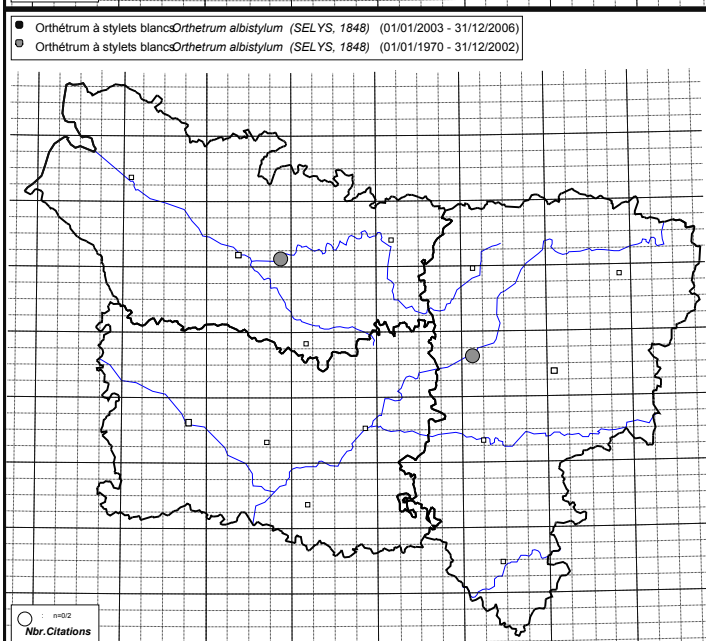 Orthétrum à stylets blancs Orthetrum albistylum (SELYS, 1848) (01/01/2003 - 31/12/2006)
Orthétrum à stylets blancs Orthetrum albistylum (SELYS, 1848) (01/01/1970 - 31/12/2002)
: n=0/2
Nbr.Citations